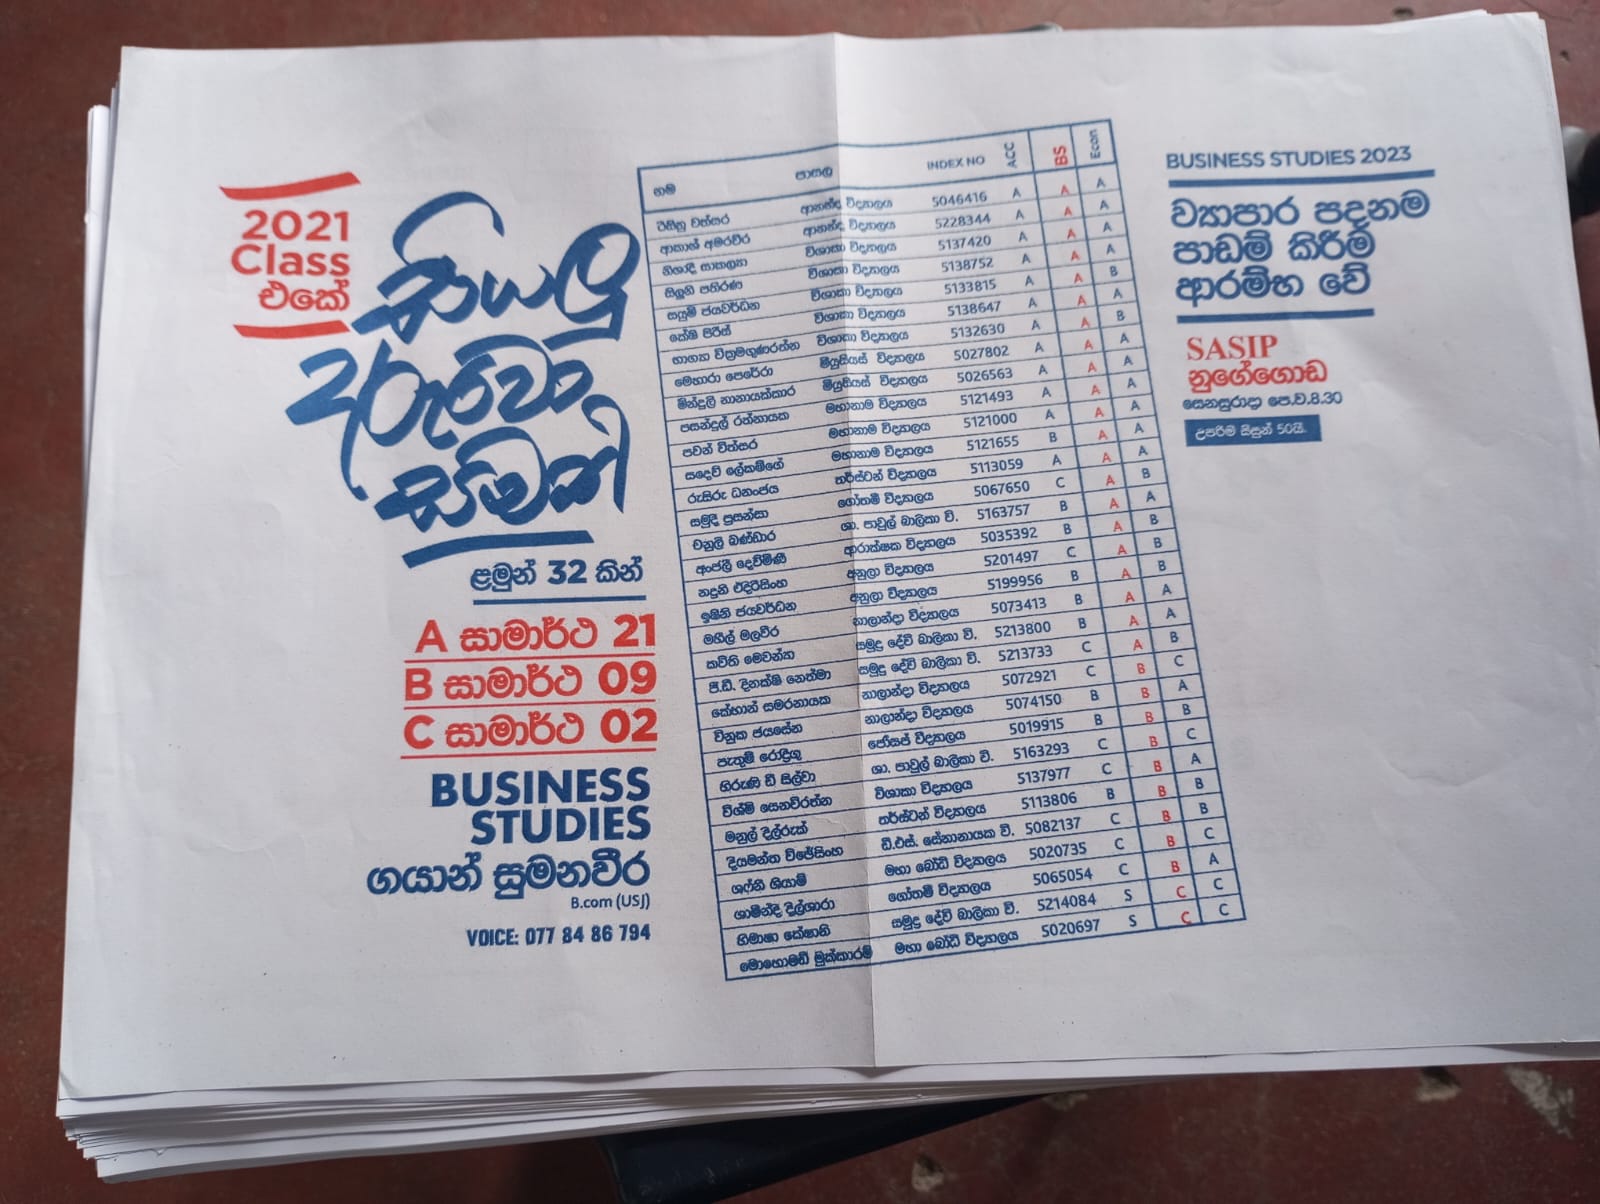 2021
Class
එකේ
සියලු
දරුවො
සමත්
ළමුන් 32 කින්
A සාමාර්ථ 21
B සාමාර්ථ 09
C සාමාර්ථ 02
BUSINESS
STUDIES
ගයාන් සුමනවීර
B.com (USJ)
VOICE: 077 84 86 794
නම පාසල INDEX NO ACC BS Econ
රිසිනු වත්සර ආනන්ද විද්‍යාලය 5046416 A A A
ආකාශ් අමරවීර ආනන්ද විද්‍යාලය 5228344 A A A
නිශාදි සාකල්‍යා විශාකා විද්‍යාලය 5137420 A A A
සිලුනි පහිරණ විශාකා විද්‍යාලය 5138752 A A A
සයුමි ජයවර්ධන විශාකා විද්‍යාලය 5133815 A A B
කේෂි පීරිස් විශාකා විද්‍යාලය 5138647 A A A
භාග්‍යා වික්‍රමගුණරත්න විශාකා විද්‍යාලය 5132630 A A B
මෙහාරා පෙරේරා මියුසියස් විද්‍යාලය 5027802 A A A
මින්දුලි නානායක්කාර මියුසියස් විද්‍යාලය 5026563 A A A
පසන්දුල් රත්නායක මහානාම විද්‍යාලය 5121493 A A A
පවන් විත්සර මහානාම විද්‍යාලය 5121000 A A A
සදෙව් ලේකම්ගේ මහානාම විද්‍යාලය 5121655 B A A
රුසිරු ධනංජය තර්ස්ටන් විද්‍යාලය 5113059 A A A
සමුදි ප්‍රසන්සා ගෝතමී විද්‍යාලය 5067650 C A B
චනුලි බණ්ඩාර ශා. පාවුල් බාලිකා වි. 5163757 B A A
අංජලී දෙව්මිණි ආරක්ෂක විද්‍යාලය 5035392 B A B
නදුනි එදිරිසිංහ අනුලා විද්‍යාලය 5201497 C A B
ඉෂිනි ජයවර්ධන අනුලා විද්‍යාලය 5199956 B A B
මහීල් මලවීර නාලන්දා විද්‍යාලය 5073413 B A A
කවිති මෙවන්ත සමුද්‍ර දේවි බාලිකා වි. 5213800 B A A
පී.ඩී. දිනක්ෂි නෙත්මා සමුද්‍ර දේවි බාලිකා වි. 5213733 C A B
කේහාන් සමරනායක නාලන්දා විද්‍යාලය 5072921 C B C
විනුක ජයසේන නාලන්දා විද්‍යාලය 5074150 B B A
පැතුම් රොද්‍රිගු ජෝසප් විද්‍යාලය 5019915 B B B
හිරුණි ඩි සිල්වා ශා. පාවුල් බාලිකා වි. 5163293 C B C
විශ්මි සෙනවිරත්න විශාකා විද්‍යාලය 5137977 C B A
මනුල් දිල්රුක් තර්ස්ටන් විද්‍යාලය 5113806 B B B
දියමන්ත විජේසිංහ ඩී.එස්. සේනානායක වි. 5082137 C B B
ශෆ්නි ශියාම් මහා බෝධි විද්‍යාලය 5020735 C B C
ශාමින්දි දිල්ශාරා ගෝතමී විද්‍යාලය 5065054 C B A
හිමාෂා කේෂානි සමුද්‍ර දේවි බාලිකා වි. 5214084 S C C
මොහොමඩ් මුක්කාරම් මහා බෝධි විද්‍යාලය 5020697 S C C
BUSINESS STUDIES 2023
ව්‍යාපාර පදනම
පාඩම් කිරීම
ආරම්භ වේ
SASIP
නුගේගොඩ
සෙනසුරාදා පෙ.ව.8.30
උපරිම සිසුන් 50යි.